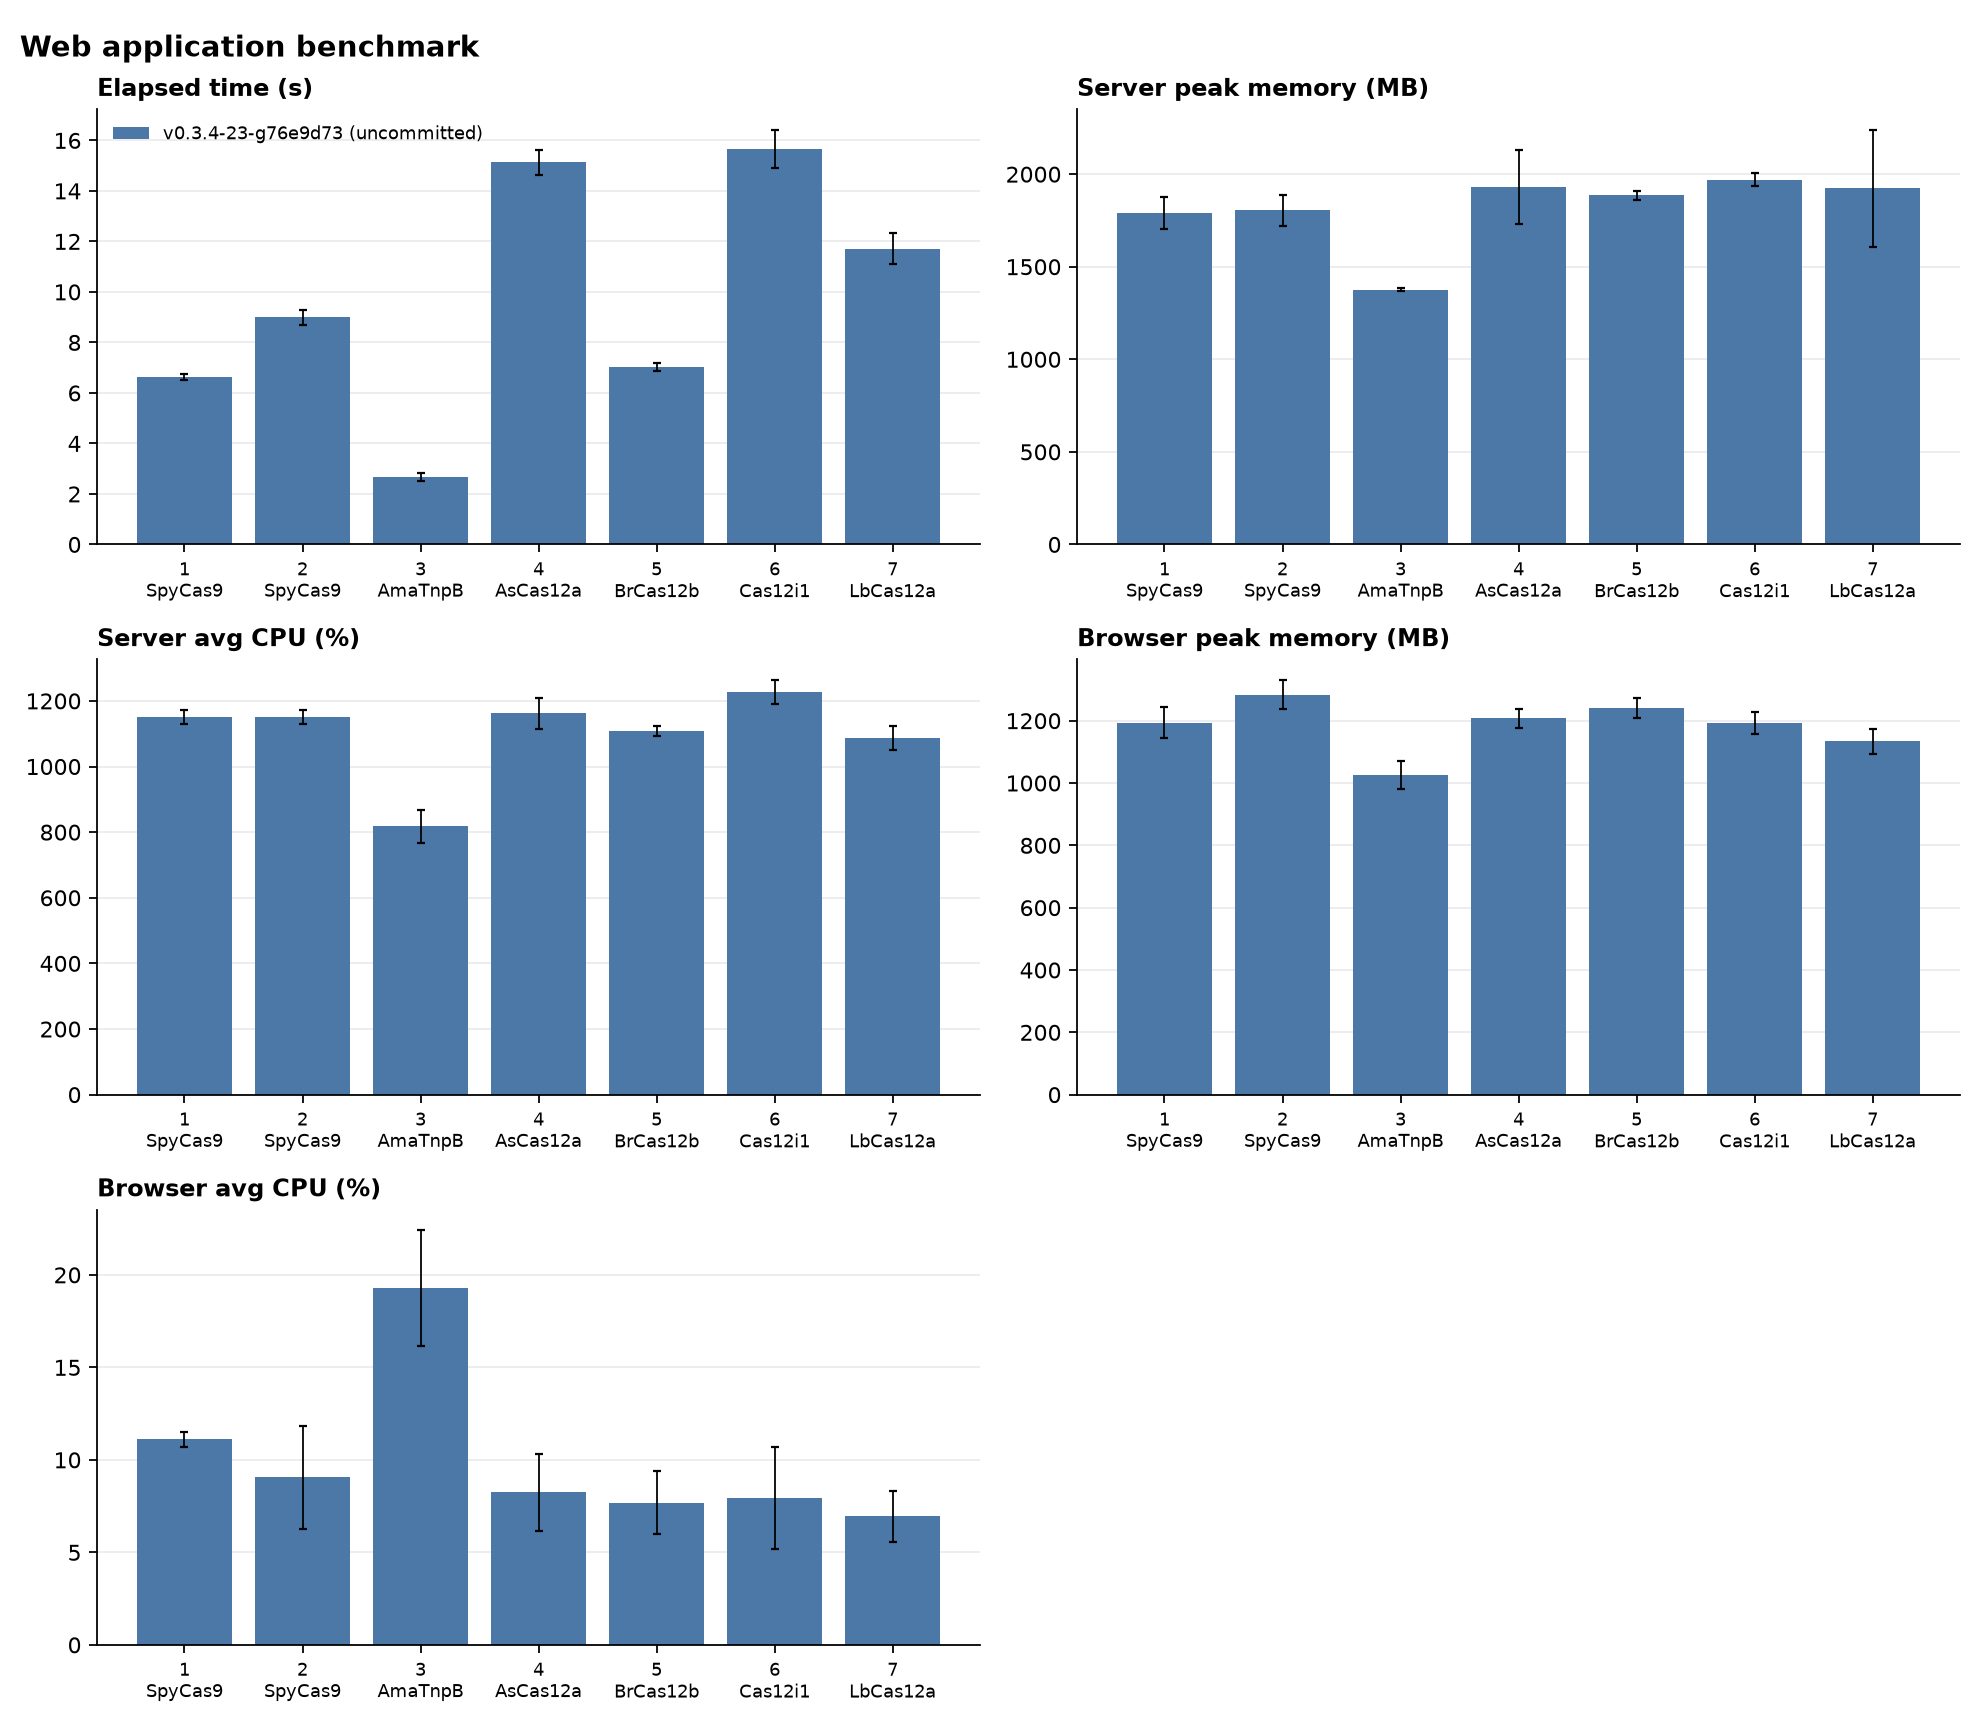 Web application benchmark
Elapsed time (s)
v0.3.4-23-g76e9d73 (uncommitted)
16
14
12
10
8
6
4
2
0
1 2 3 4 5 6 7
SpyCas9 SpyCas9 AmaTnpB AsCas12a BrCas12b Cas12i1 LbCas12a
Server peak memory (MB)
2000
1500
1000
500
0
1 2 3 4 5 6 7
SpyCas9 SpyCas9 AmaTnpB AsCas12a BrCas12b Cas12i1 LbCas12a
Server avg CPU (%)
1200
1000
800
600
400
200
0
1 2 3 4 5 6 7
SpyCas9 SpyCas9 AmaTnpB AsCas12a BrCas12b Cas12i1 LbCas12a
Browser peak memory (MB)
1200
1000
800
600
400
200
0
1 2 3 4 5 6 7
SpyCas9 SpyCas9 AmaTnpB AsCas12a BrCas12b Cas12i1 LbCas12a
Browser avg CPU (%)
20
15
10
5
0
1 2 3 4 5 6 7
SpyCas9 SpyCas9 AmaTnpB AsCas12a BrCas12b Cas12i1 LbCas12a